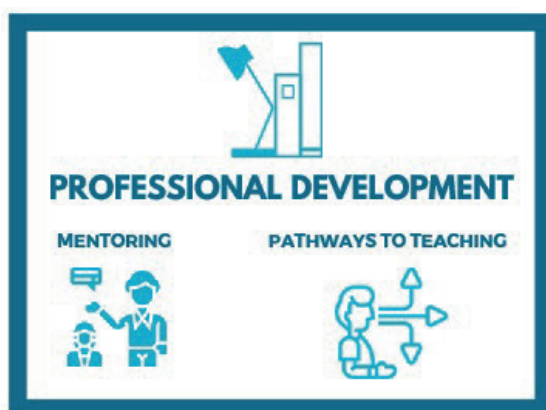 PROFESSIONAL DEVELOPMENT
MENTORING
PATHWAYS TO TEACHING